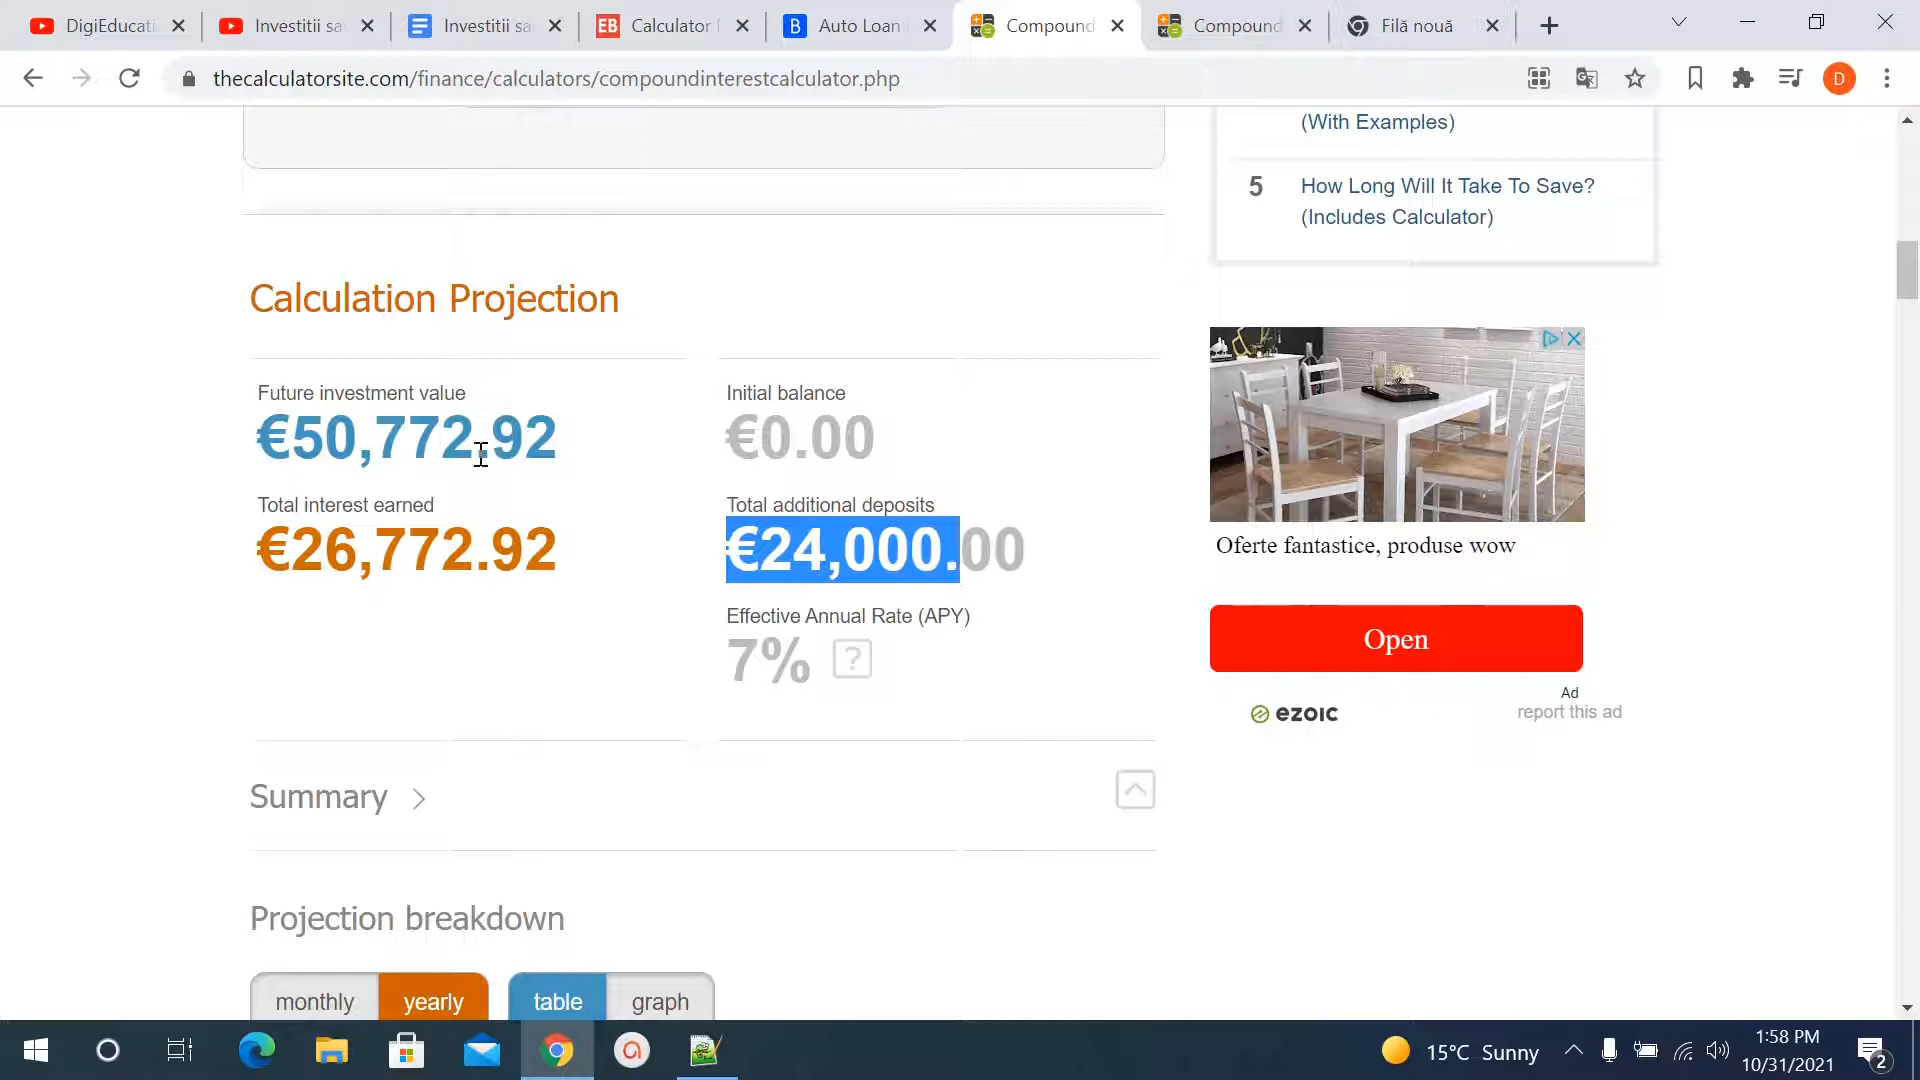 DigiEducati
Investitii sa
Investitii sa
EB Calculator
B Auto Loan
Compound
Compound
Filă nouă
thecalculatorsite.com/finance/calculators/compoundinterestcalculator.php
D
(With Examples)
5 How Long Will It Take To Save?
(Includes Calculator)
Calculation Projection
Future investment value
€50,772.92
Initial balance
€0.00
Total interest earned
€26,772.92
Total additional deposits
€24,000.00
Effective Annual Rate (APY)
7% ?
Oferte fantastice, produse wow
Open
Ad
ezoic
report this ad
Summary
Projection breakdown
monthly yearly table graph
15°C Sunny
1:58 PM
10/31/2021
2